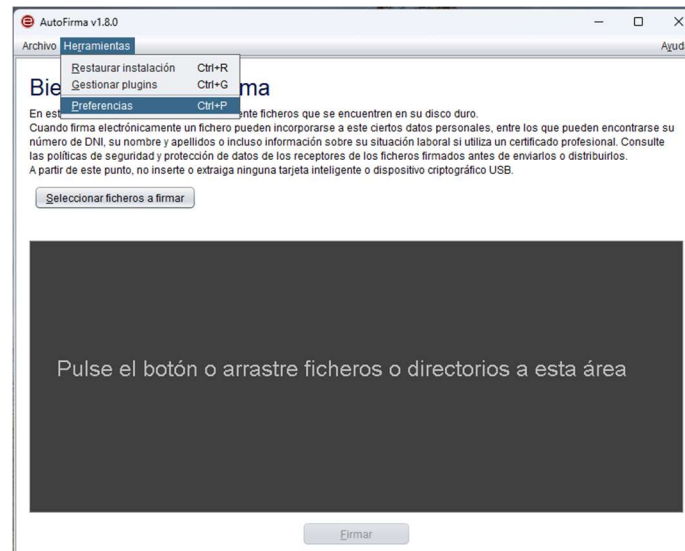 AutoFirma v1.8.0
Archivo Herramientas Ayud
Restaurar instalación Ctrl+R
Gestionar plugins Ctrl+G
Preferencias Ctrl+P
Bie ma
En est ente ficheros que se encuentren en su disco duro.
Cuando firma electrónicamente un fichero pueden incorporarse a este ciertos datos personales, entre los que pueden encontrarse su
número de DNI, su nombre y apellidos o incluso información sobre su situación laboral si utiliza un certificado profesional. Consulte
las políticas de seguridad y protección de datos de los receptores de los ficheros firmados antes de enviarlos o distribuirlos.
A partir de este punto, no inserte o extraiga ninguna tarjeta inteligente o dispositivo criptográfico USB.
Seleccionar ficheros a firmar
Pulse el botón o arrastre ficheros o directorios a esta área
Firmar